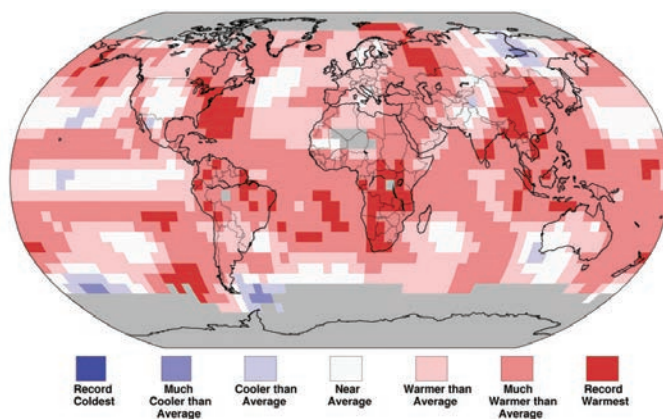 Record
Coldest
Much
Cooler than
Average
Cooler than
Average
Near
Average
Warmer than
Average
Much
Warmer than
Average
Record
Warmest